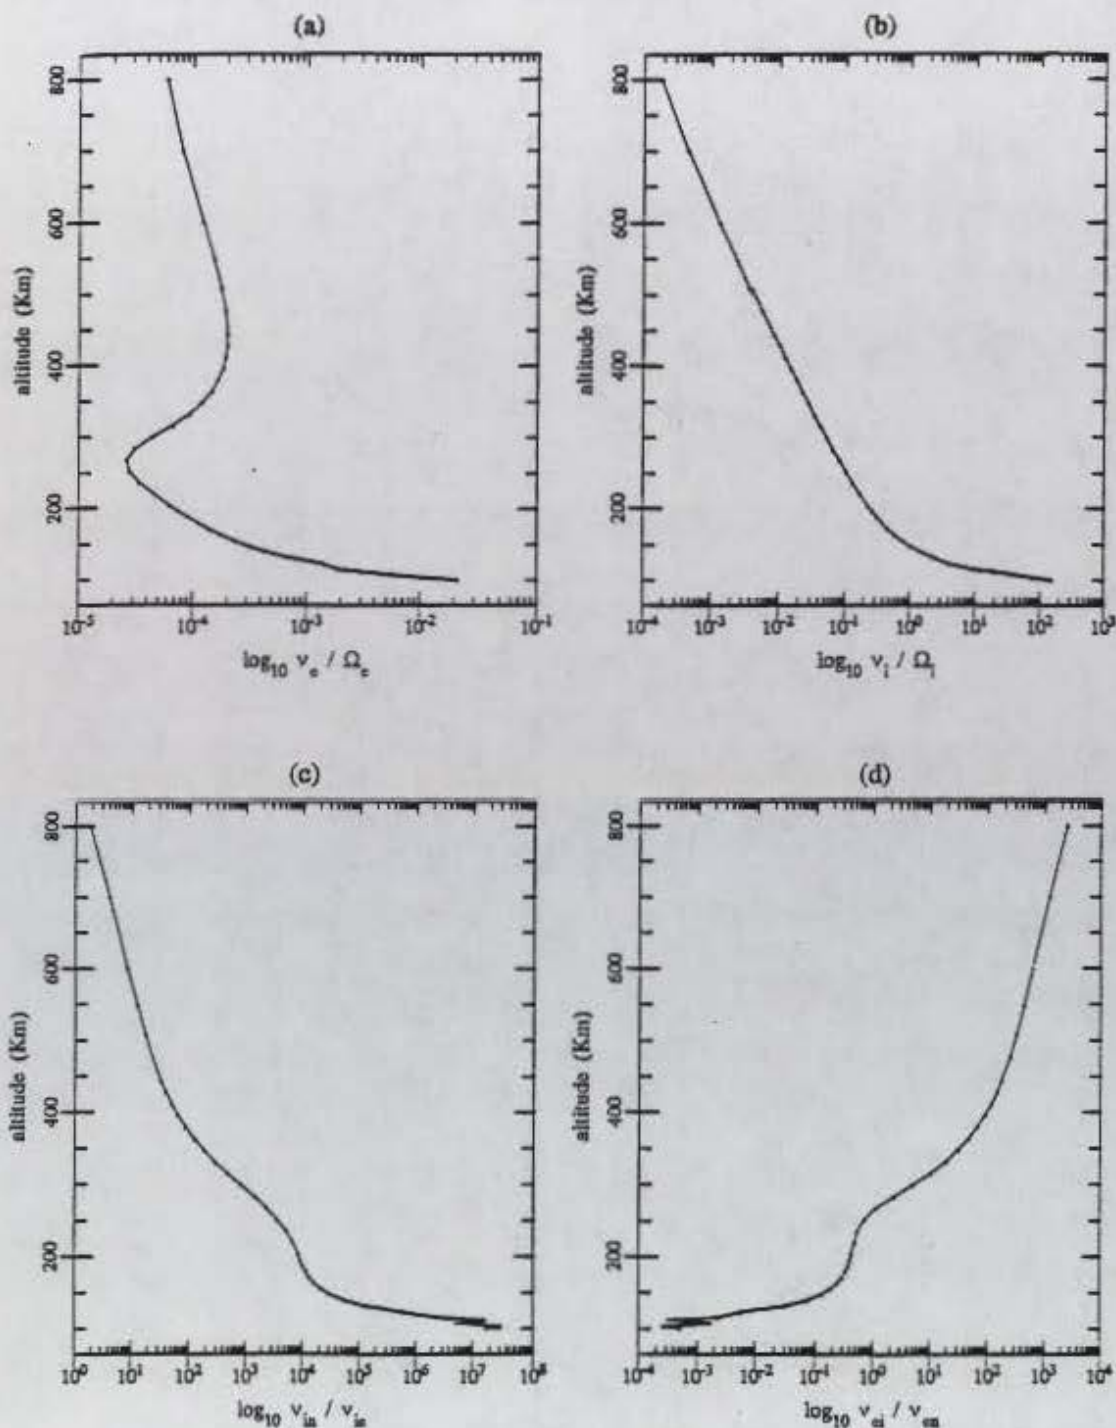 (a)
800
600
400
200
altitude (Km)
10⁻⁵ 10⁻⁴ 10⁻³ 10⁻² 10⁻¹
log₁₀ νₑ / Ωₑ
(b)
800
600
400
200
altitude (Km)
10⁻⁴ 10⁻³ 10⁻² 10⁻¹ 10⁰ 10¹ 10² 10³
log₁₀ νᵢ / Ωᵢ
(c)
800
600
400
200
altitude (Km)
10⁰ 10¹ 10² 10³ 10⁴ 10⁵ 10⁶ 10⁷ 10⁸
log₁₀ νᵢₙ / νᵢₑ
(d)
800
600
400
200
altitude (Km)
10⁻⁴ 10⁻³ 10⁻² 10⁻¹ 10⁰ 10¹ 10² 10³ 10⁴
log₁₀ νₑᵢ / νₑₙ